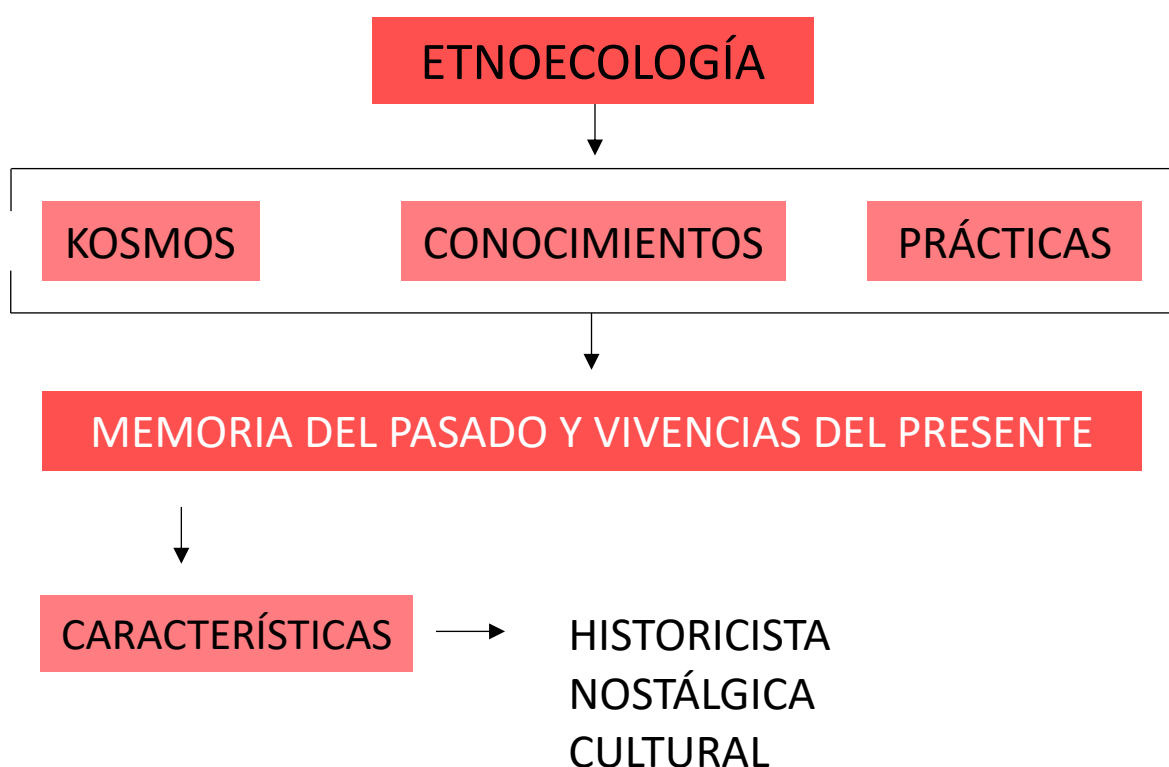 ETNOECOLOGÍA
KOSMOS
CONOCIMIENTOS
PRÁCTICAS
MEMORIA DEL PASADO Y VIVENCIAS DEL PRESENTE
CARACTERÍSTICAS
HISTORICISTA
NOSTÁLGICA
CULTURAL